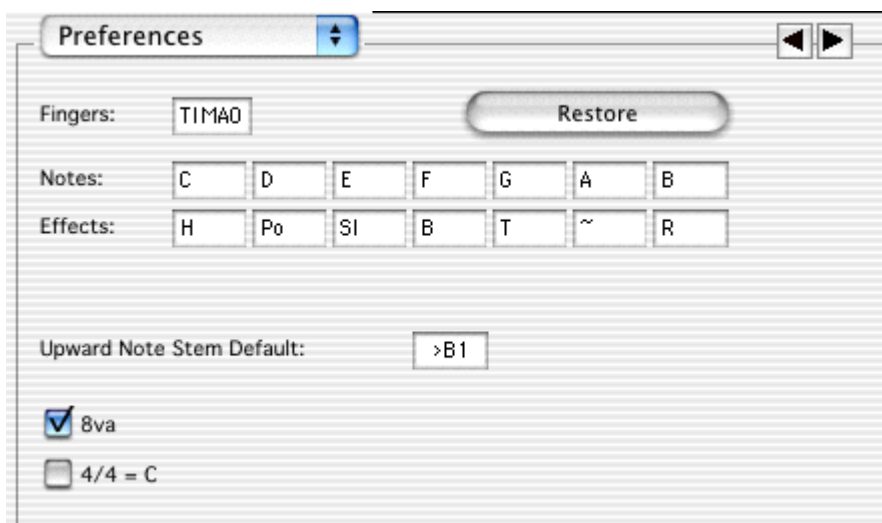 Preferences
Fingers: TIMAO Restore
Notes: C D E F G A B
Effects: H Po Sl B T ~ R
Upward Note Stem Default: >B1
8va
4/4 = C